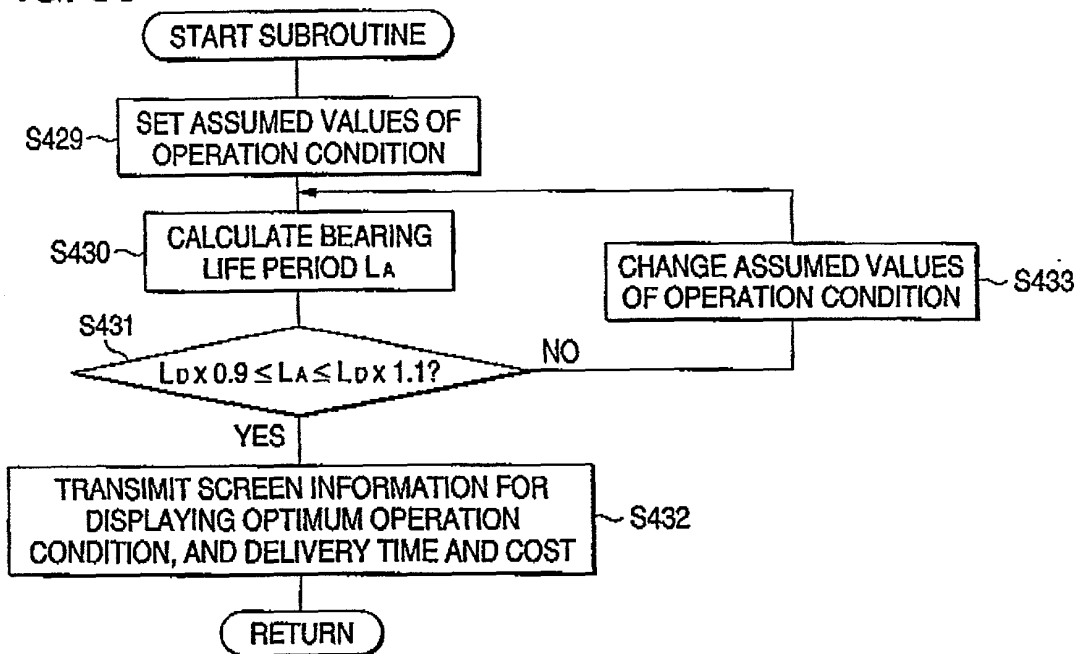 START SUBROUTINE
S429
SET ASSUMED VALUES OF
OPERATION CONDITION
S430
CALCULATE BEARING
LIFE PERIOD LA
CHANGE ASSUMED VALUES
OF OPERATION CONDITION
S433
S431
LD x 0.9 ≤ LA ≤ LD x 1.1?
NO
YES
TRANSIMIT SCREEN INFORMATION FOR
DISPLAYING OPTIMUM OPERATION
CONDITION, AND DELIVERY TIME AND COST
S432
RETURN